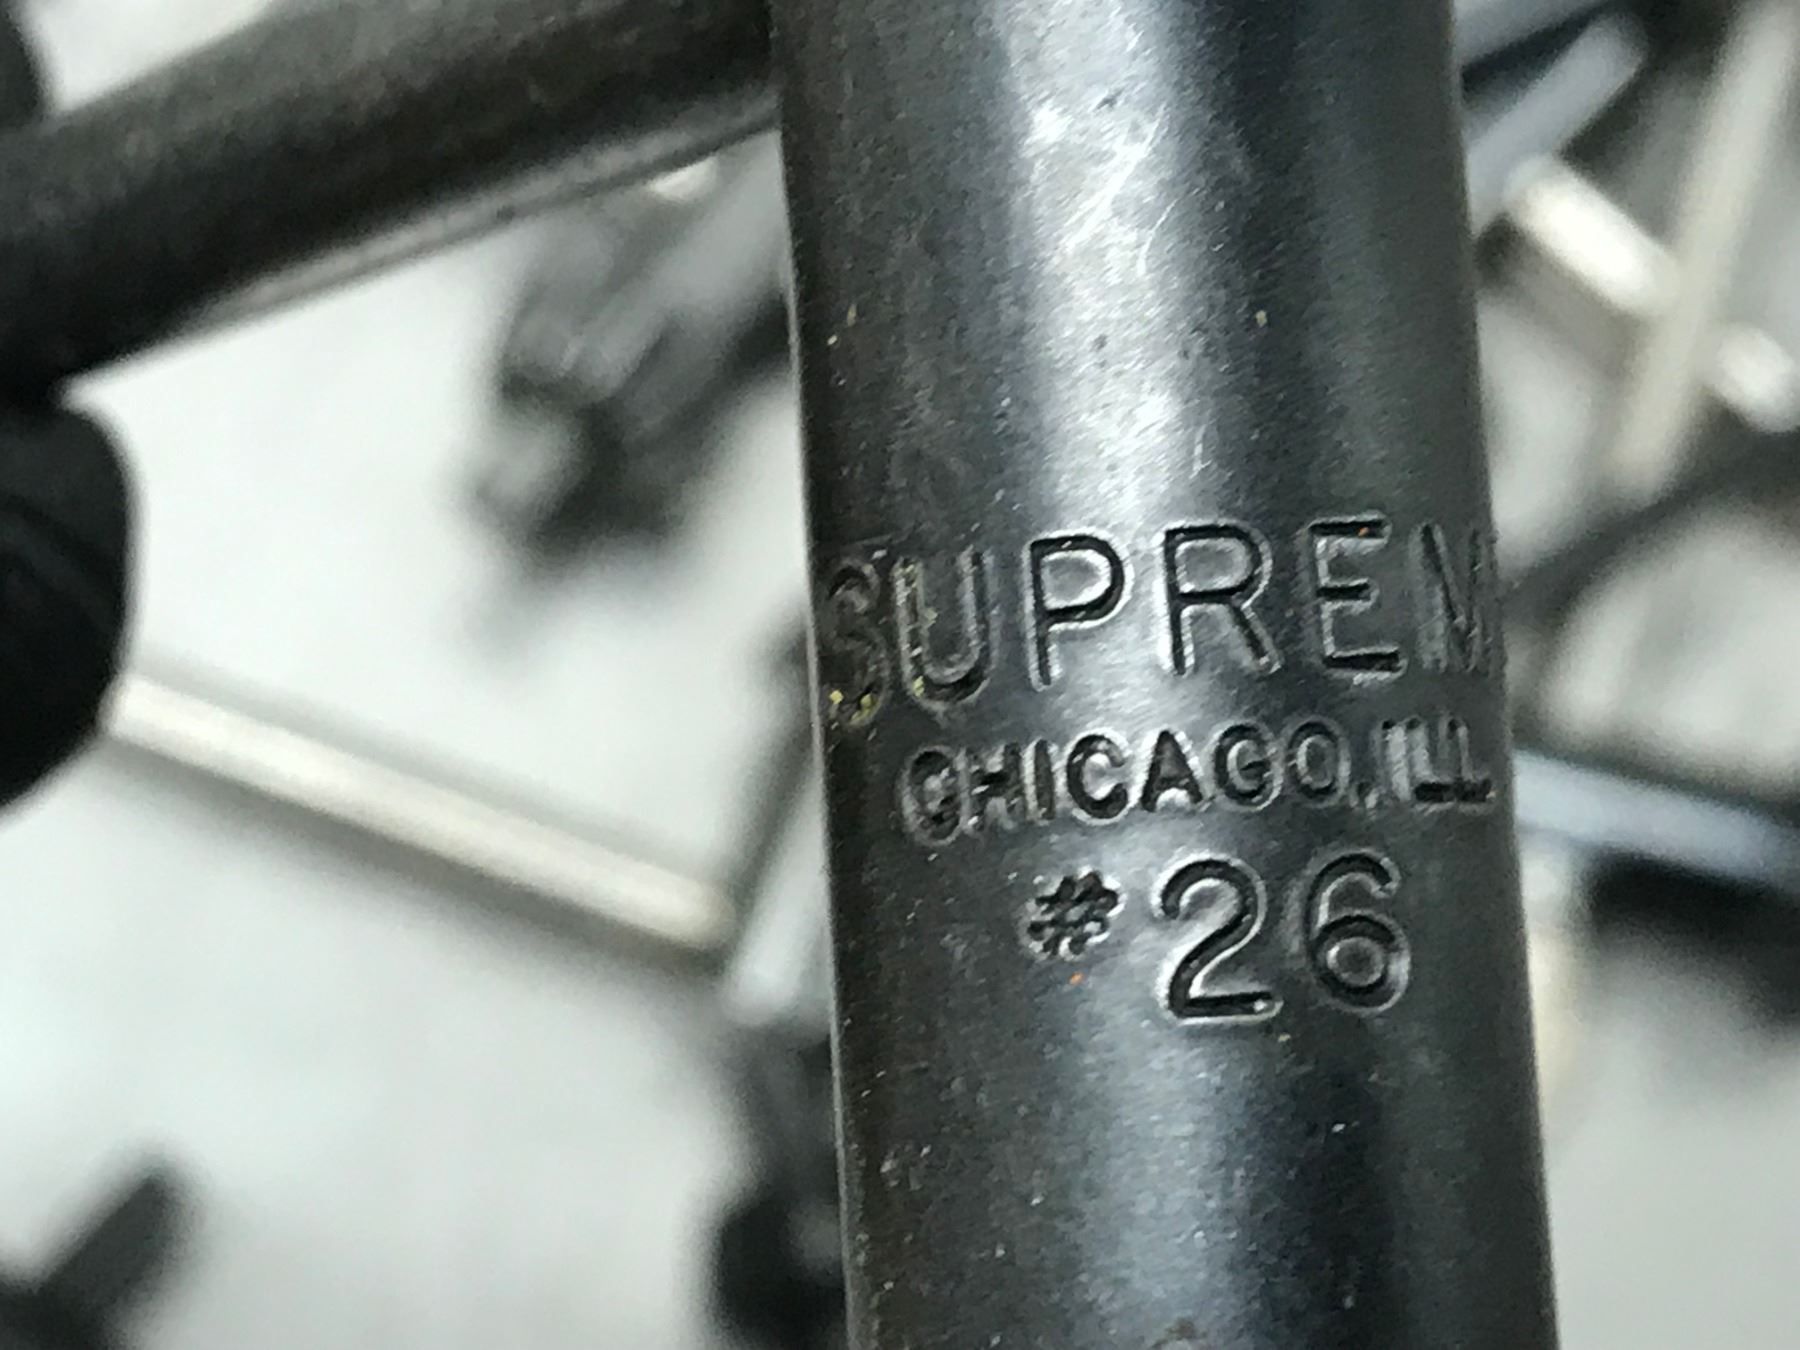 SUPREM
CHICAGO, ILL
#26